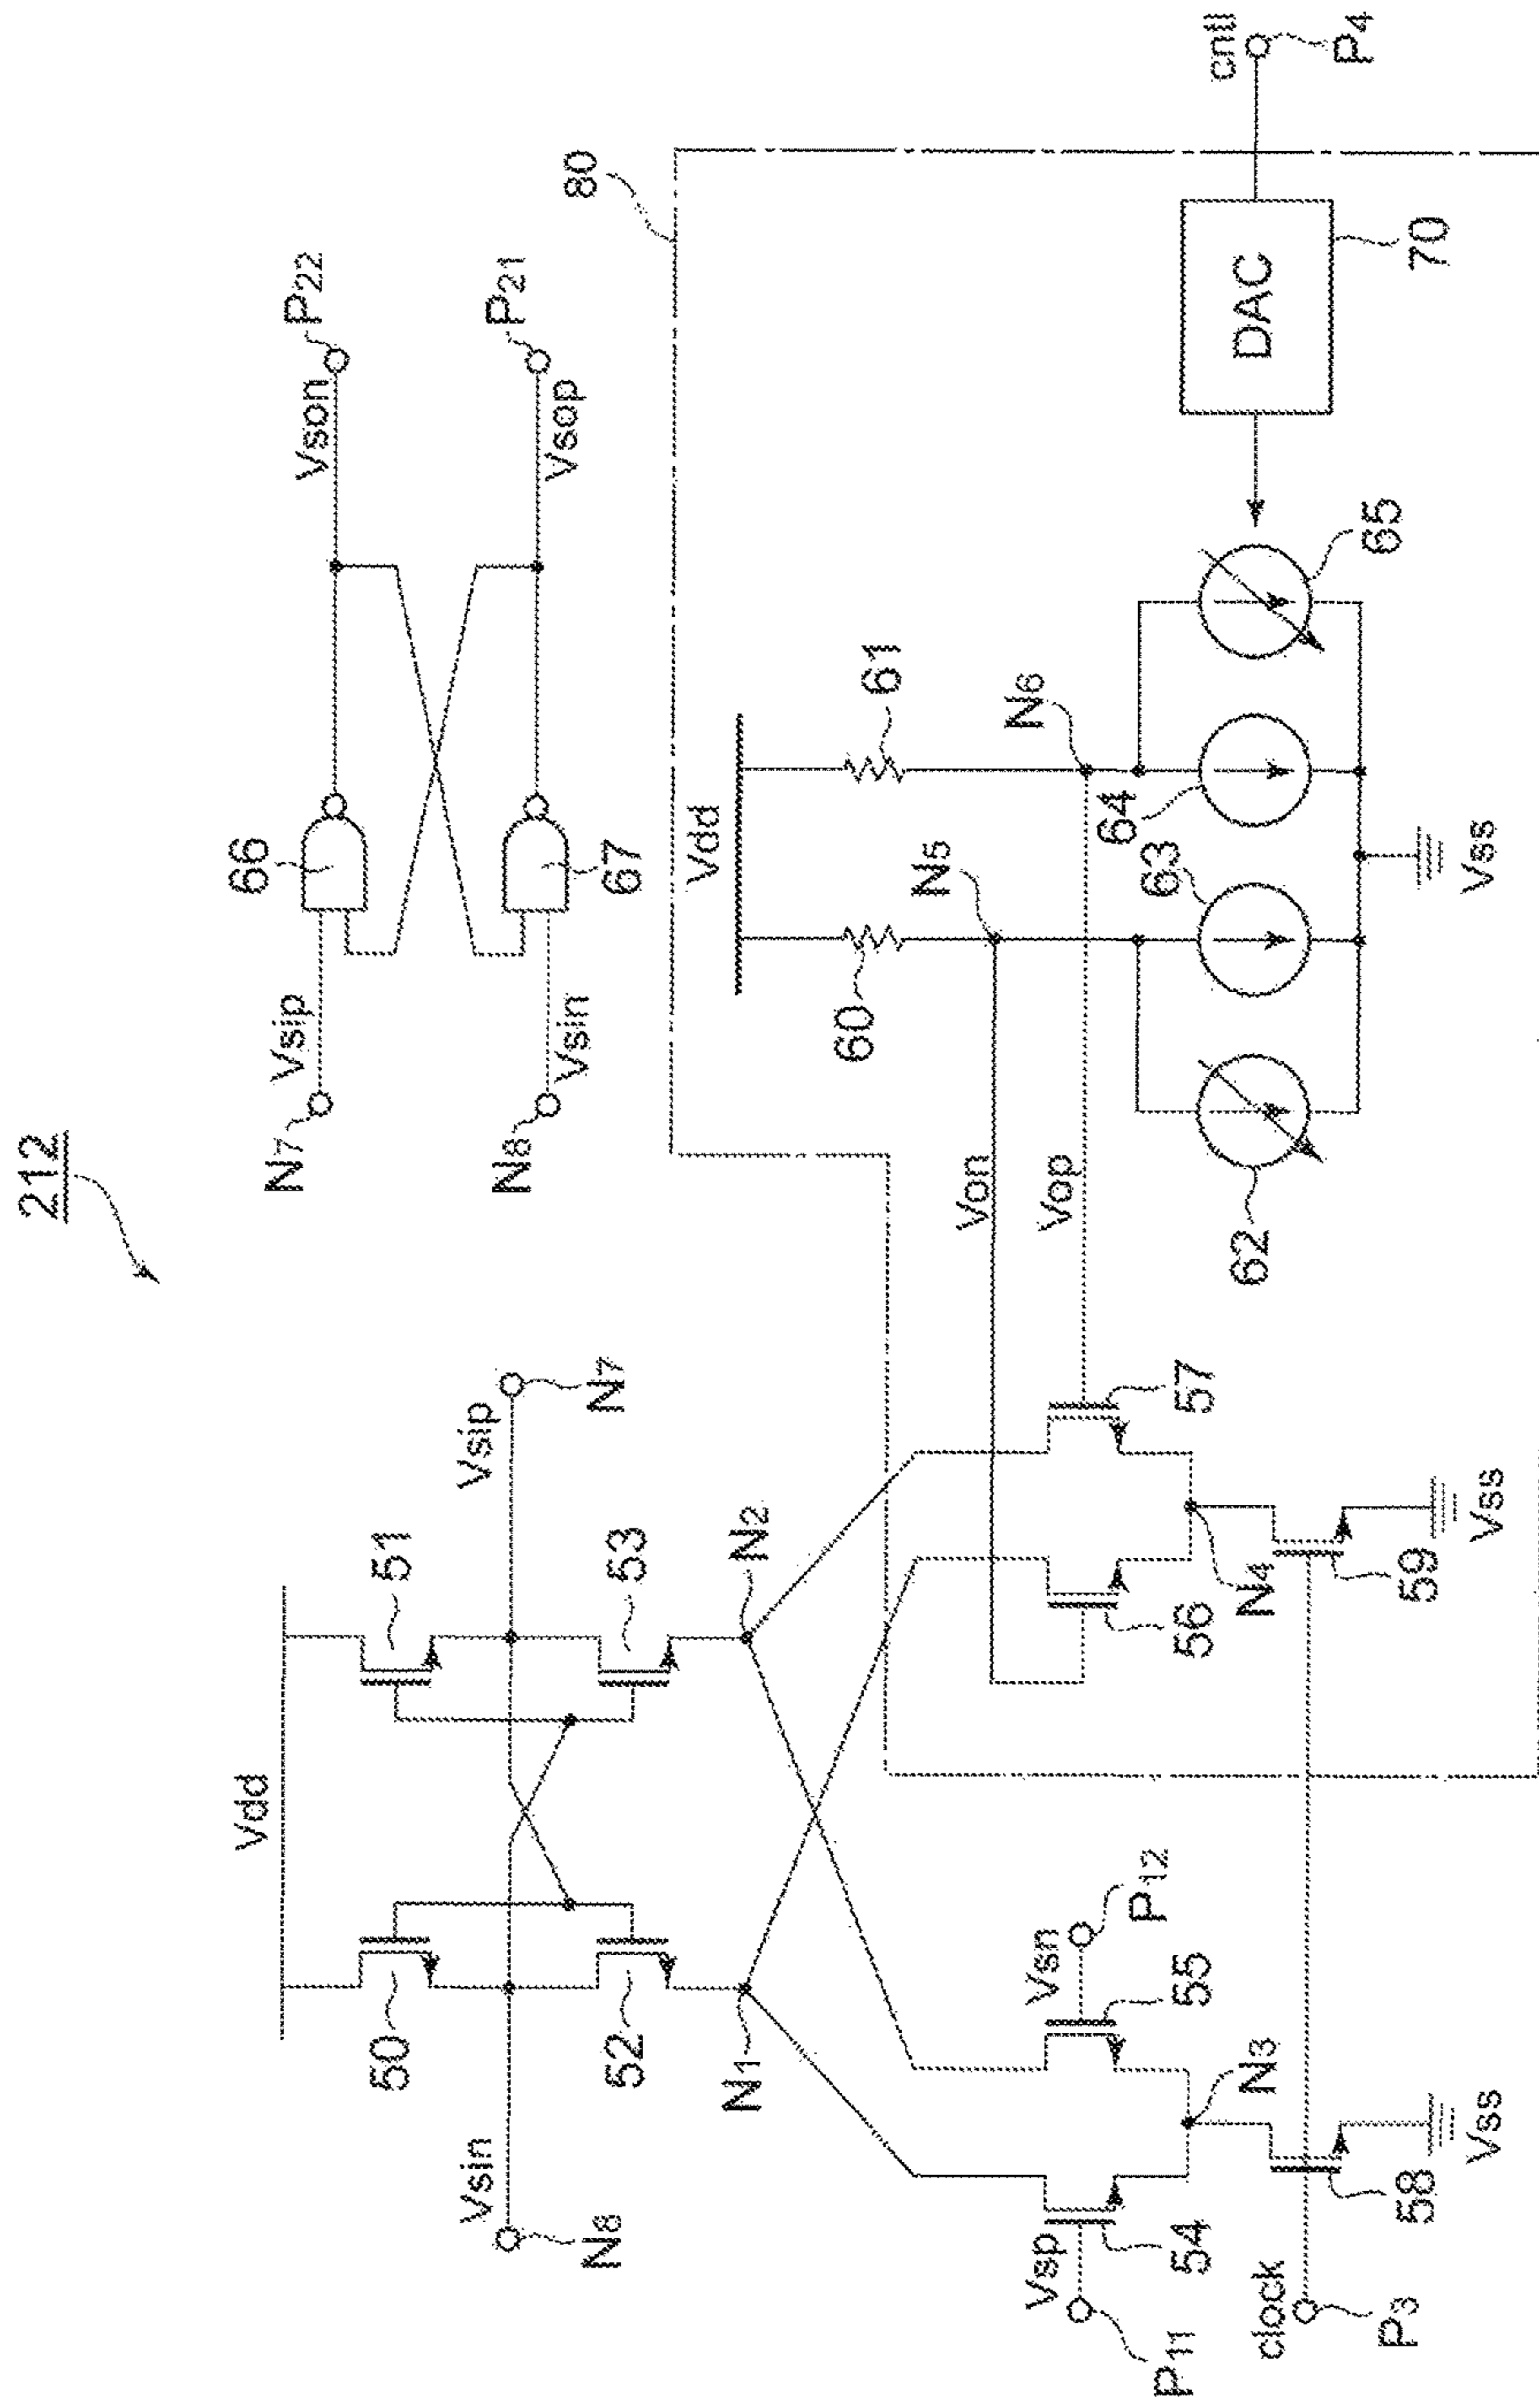 212
Vdd
50
51
Vsin
N8
Vsip
N7
52
53
N1
N2
Vsp
P11
54
Vsn
P12
55
N3
clock
P3
58
Vss
56
57
N4
59
Vss
Von
Vop
N7
Vsip
66
Vson
P22
N8
Vsin
67
Vsop
P21
80
Vdd
60
61
N5
N6
62
63
64
65
Vss
DAC
70
cntl
P4